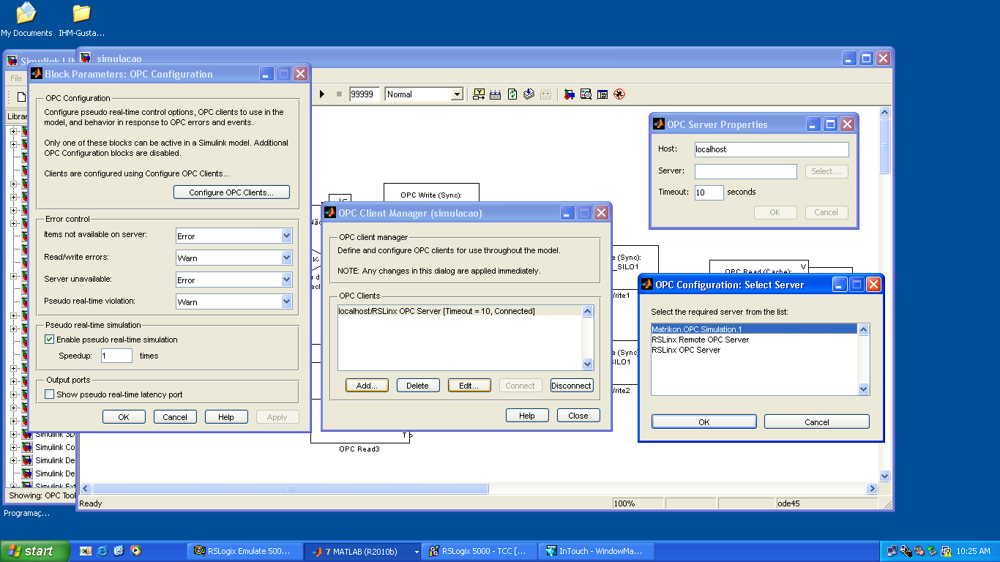 My Documents
IHM-Gusta...
Simulink Lib
simulacao
File
Block Parameters: OPC Configuration
99999
Normal
Librar
OPC Configuration
Configure pseudo real-time control options, OPC clients to use in the
model, and behavior in response to OPC errors and events.
Only one of these blocks can be active in a Simulink model. Additional
OPC Configuration blocks are disabled.
Clients are configured using Configure OPC Clients...
Configure OPC Clients...
Error control
Items not available on server:
Error
Read/write errors:
Warn
Server unavailable:
Error
Pseudo real-time violation:
Warn
Pseudo real-time simulation
Enable pseudo real-time simulation
Speedup:
1
times
Output ports
Show pseudo real-time latency port
OK
Cancel
Help
Apply
OPC Write (Sync):
Não
K-
OPC Client Manager (simulacao)
OPC client manager
Define and configure OPC clients for use throughout the model.
NOTE: Any changes in this dialog are applied immediately.
OPC Clients
localhost/RSLinx OPC Server [Timeout = 10, Connected]
Add...
Delete
Edit...
Connect
Disconnect
Help
Close
OPC Server Properties
Host:
localhost
Server:
Select...
Timeout:
10
seconds
OK
Cancel
(Sync):
_SILO1
OPC Read (Cache):
V
Write1
(Sync)
SILO1
Write2
OPC Configuration: Select Server
Select the required server from the list:
Matrikon.OPC.Simulation.1
RSLinx Remote OPC Server
RSLinx OPC Server
OK
Cancel
T
OPC Read3
Simulink 3D
Simulink Co
Simulink De
Simulink De
Simulink Ext
Showing: OPC Tool
Ready
100%
ode45
Programaç...
start
RSLogix Emulate 500...
7 MATLAB (R2010b)
RSLogix 5000 - TCC [...
InTouch - WindowMa...
10:25 AM